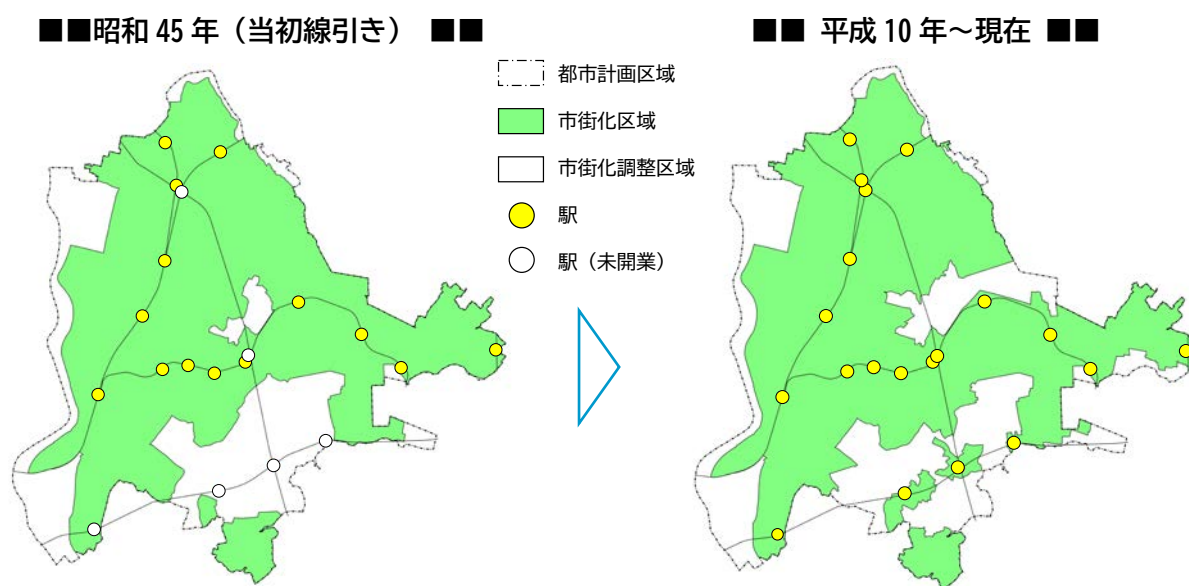 ■■昭和 45 年（当初線引き） ■■
■■ 平成 10 年～現在 ■■
都市計画区域
市街化区域
市街化調整区域
駅
駅（未開業）